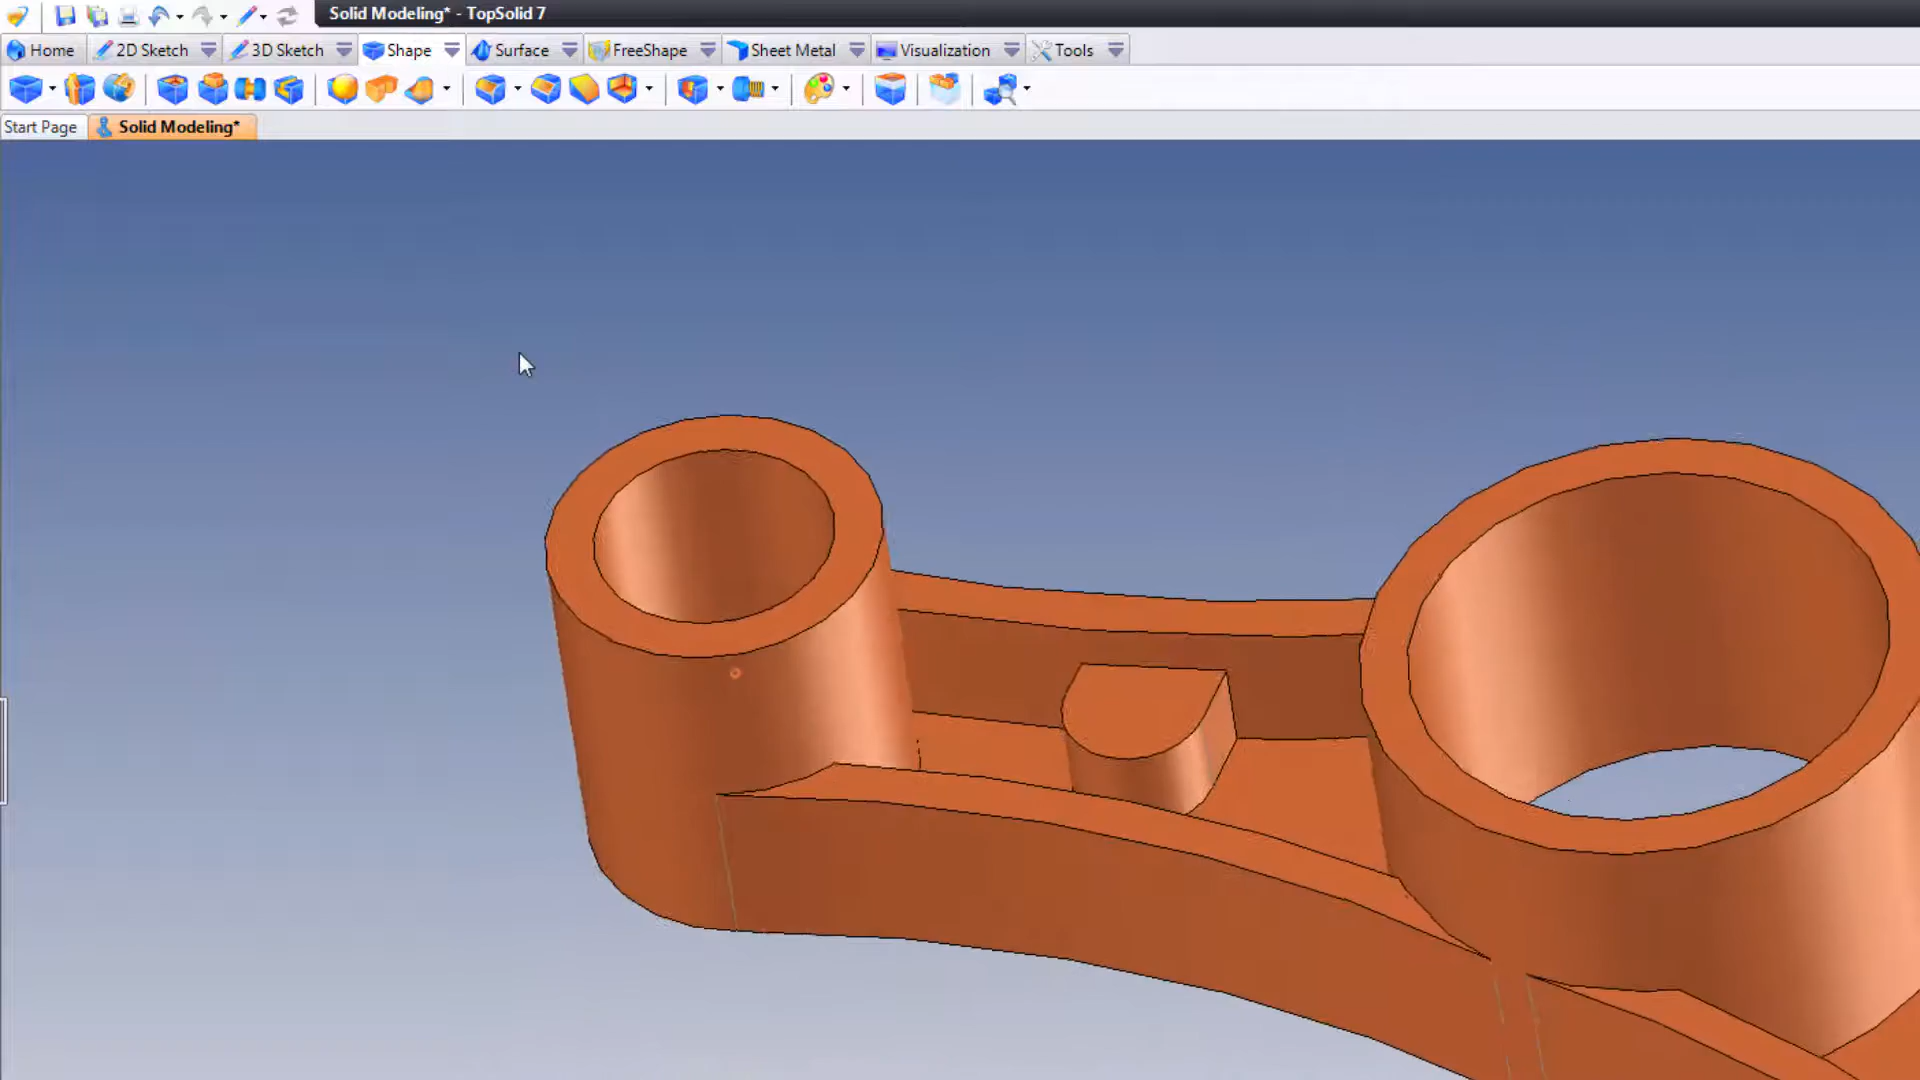 Solid Modeling* - TopSolid 7
Home 2D Sketch 3D Sketch Shape Surface FreeShape Sheet Metal Visualization Tools
Start Page Solid Modeling*